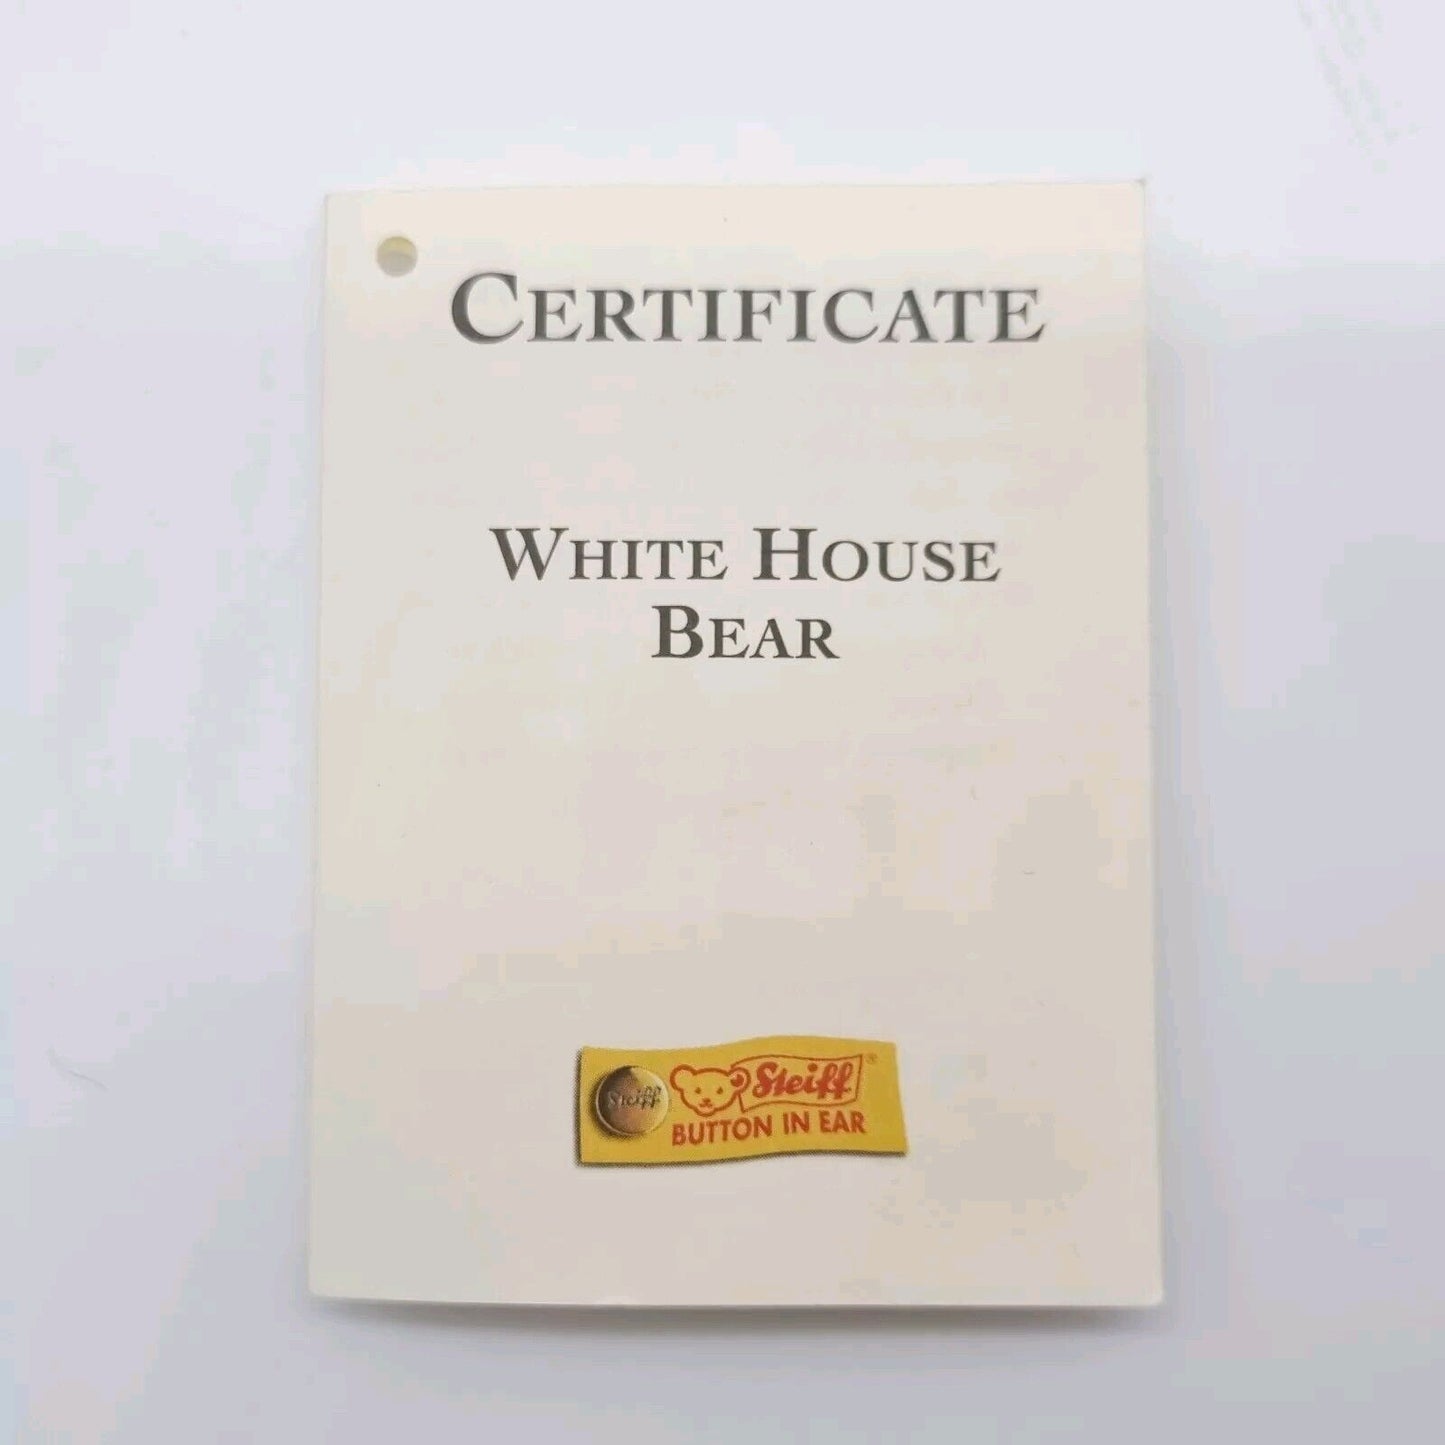 CERTIFICATE
WHITE HOUSE
BEAR
Steiff
Steiff®
BUTTON IN EAR